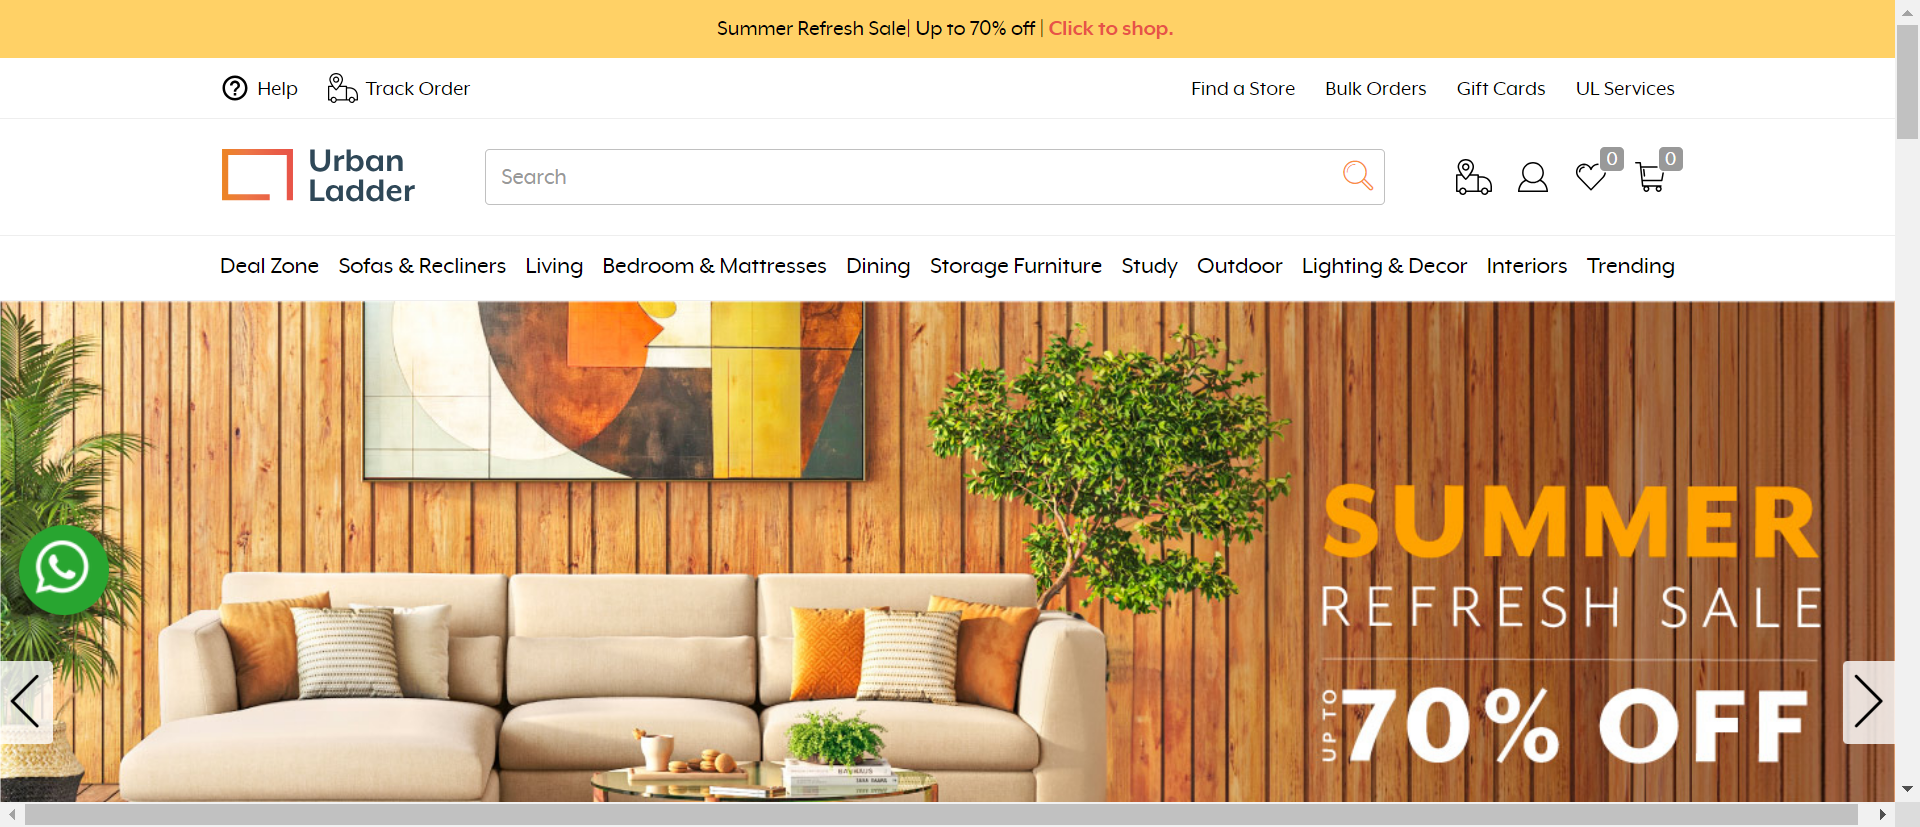 Summer Refresh Sale| Up to 70% off | Click to shop.
Help
Track Order
Find a Store
Bulk Orders
Gift Cards
UL Services
Urban
Ladder
Search
0
0
Deal Zone
Sofas & Recliners
Living
Bedroom & Mattresses
Dining
Storage Furniture
Study
Outdoor
Lighting & Decor
Interiors
Trending
SUMMER
REFRESH SALE
UP TO
70% OFF
BAUHAUS